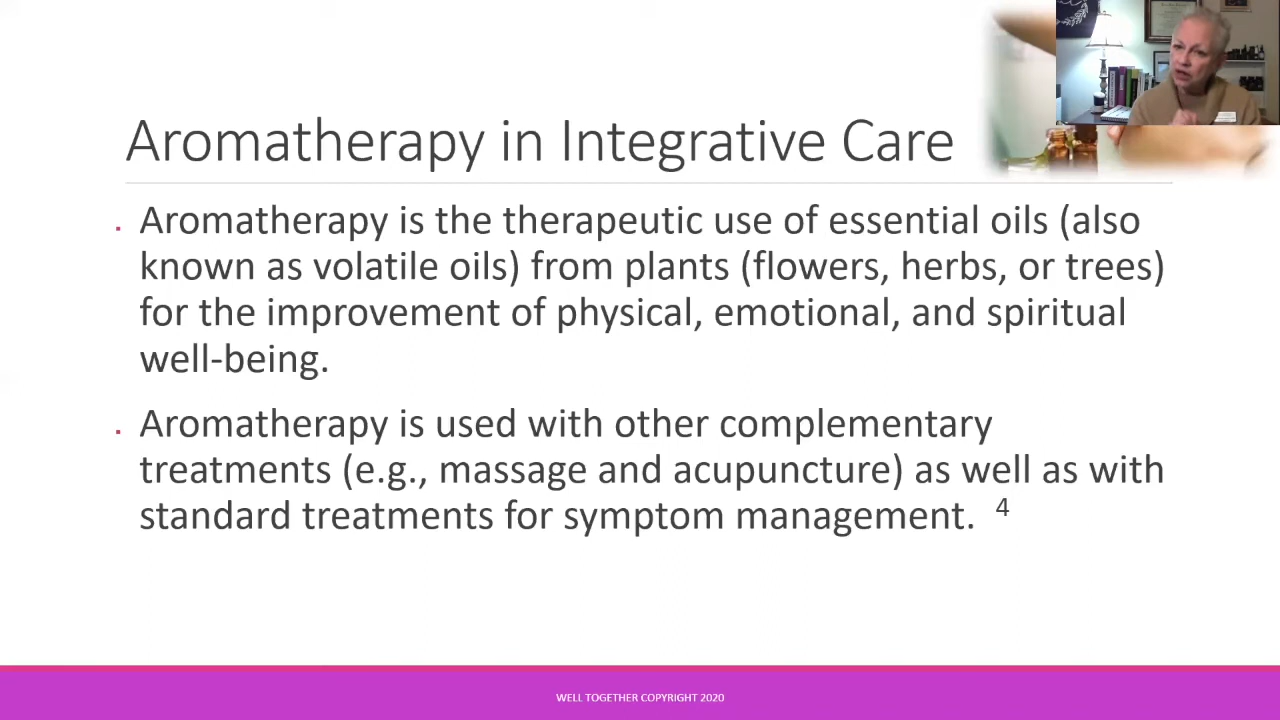 Aromatherapy in Integrative Care
Aromatherapy is the therapeutic use of essential oils (also
known as volatile oils) from plants (flowers, herbs, or trees)
for the improvement of physical, emotional, and spiritual
well-being.
Aromatherapy is used with other complementary
treatments (e.g., massage and acupuncture) as well as with
standard treatments for symptom management. 4
WELL TOGETHER COPYRIGHT 2020